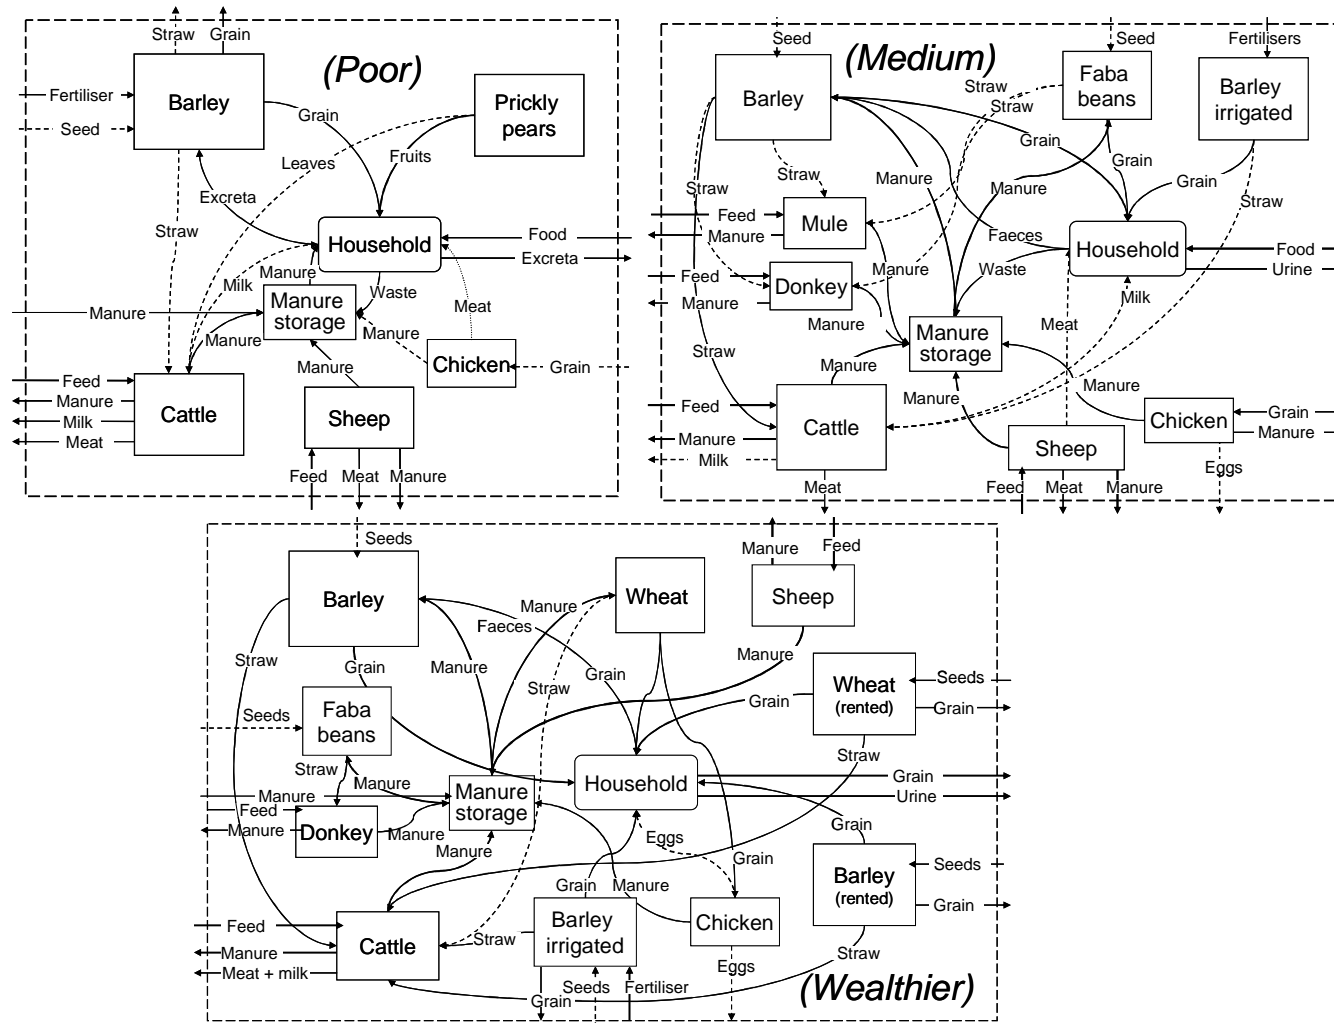 Straw
Grain
(Poor)
Fertiliser
Barley
Seed
Grain
Prickly
pears
Leaves
Fruits
Excreta
Straw
Household
Food
Excreta
Manure
Milk
Waste
Manure
Manure
storage
Meat
Manure
Manure
Manure
Chicken
Grain
Feed
Manure
Milk
Meat
Cattle
Sheep
Feed
Meat
Manure
(Medium)
Seed
Seed
Fertilisers
Barley
Faba
beans
Barley
irrigated
Straw
Straw
Grain
Grain
Straw
Manure
Manure
Grain
Straw
Straw
Feed
Manure
Mule
Faeces
Household
Food
Urine
Waste
Manure
Feed
Manure
Donkey
Milk
Manure
Manure
storage
Meat
Straw
Manure
Manure
Manure
Feed
Manure
Milk
Cattle
Chicken
Grain
Manure
Sheep
Eggs
Meat
Feed
Meat
Manure
Seeds
Manure
Feed
Barley
Wheat
Sheep
Manure
Faeces
Straw
Grain
Manure
Straw
Grain
Manure
Wheat
(rented)
Seeds
Grain
Grain
Faba
beans
Seeds
Straw
Straw
Manure
Manure
Feed
Manure
Donkey
Manure
Manure
storage
Household
Grain
Urine
Manure
Eggs
Grain
Grain
Barley
(rented)
Seeds
Grain
Grain
Manure
Feed
Manure
Meat + milk
Cattle
Straw
Barley
irrigated
Chicken
Straw
Eggs
Grain
Seeds
Fertiliser
(Wealthier)